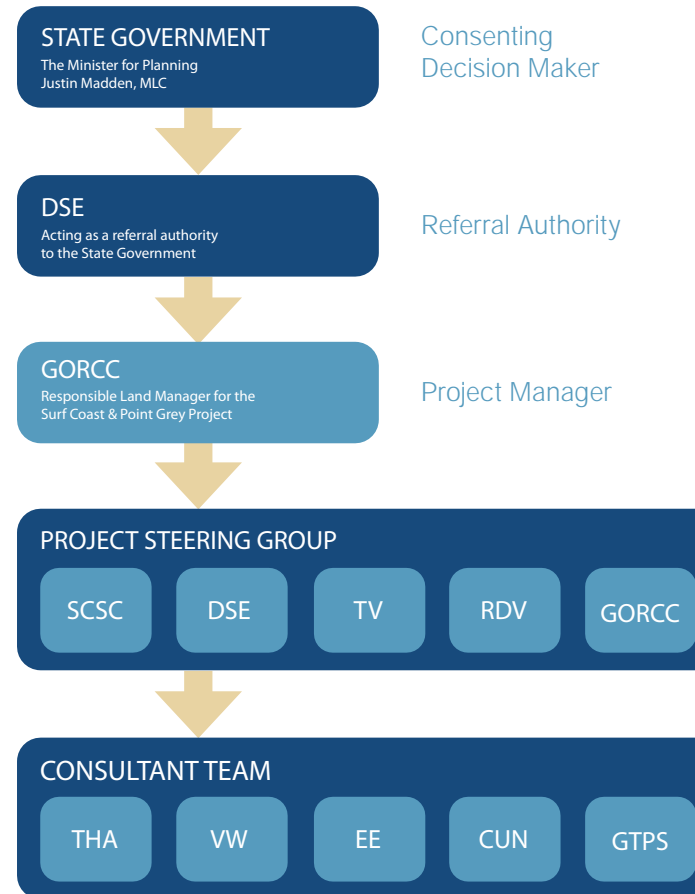 STATE GOVERNMENT
The Minister for Planning
Justin Madden, MLC
Consenting
Decision Maker
DSE
Acting as a referral authority
to the State Government
Referral Authority
GORCC
Responsible Land Manager for the
Surf Coast & Point Grey Project
Project Manager
PROJECT STEERING GROUP
SCSC DSE TV RDV GORCC
CONSULTANT TEAM
THA VW EE CUN GTPS